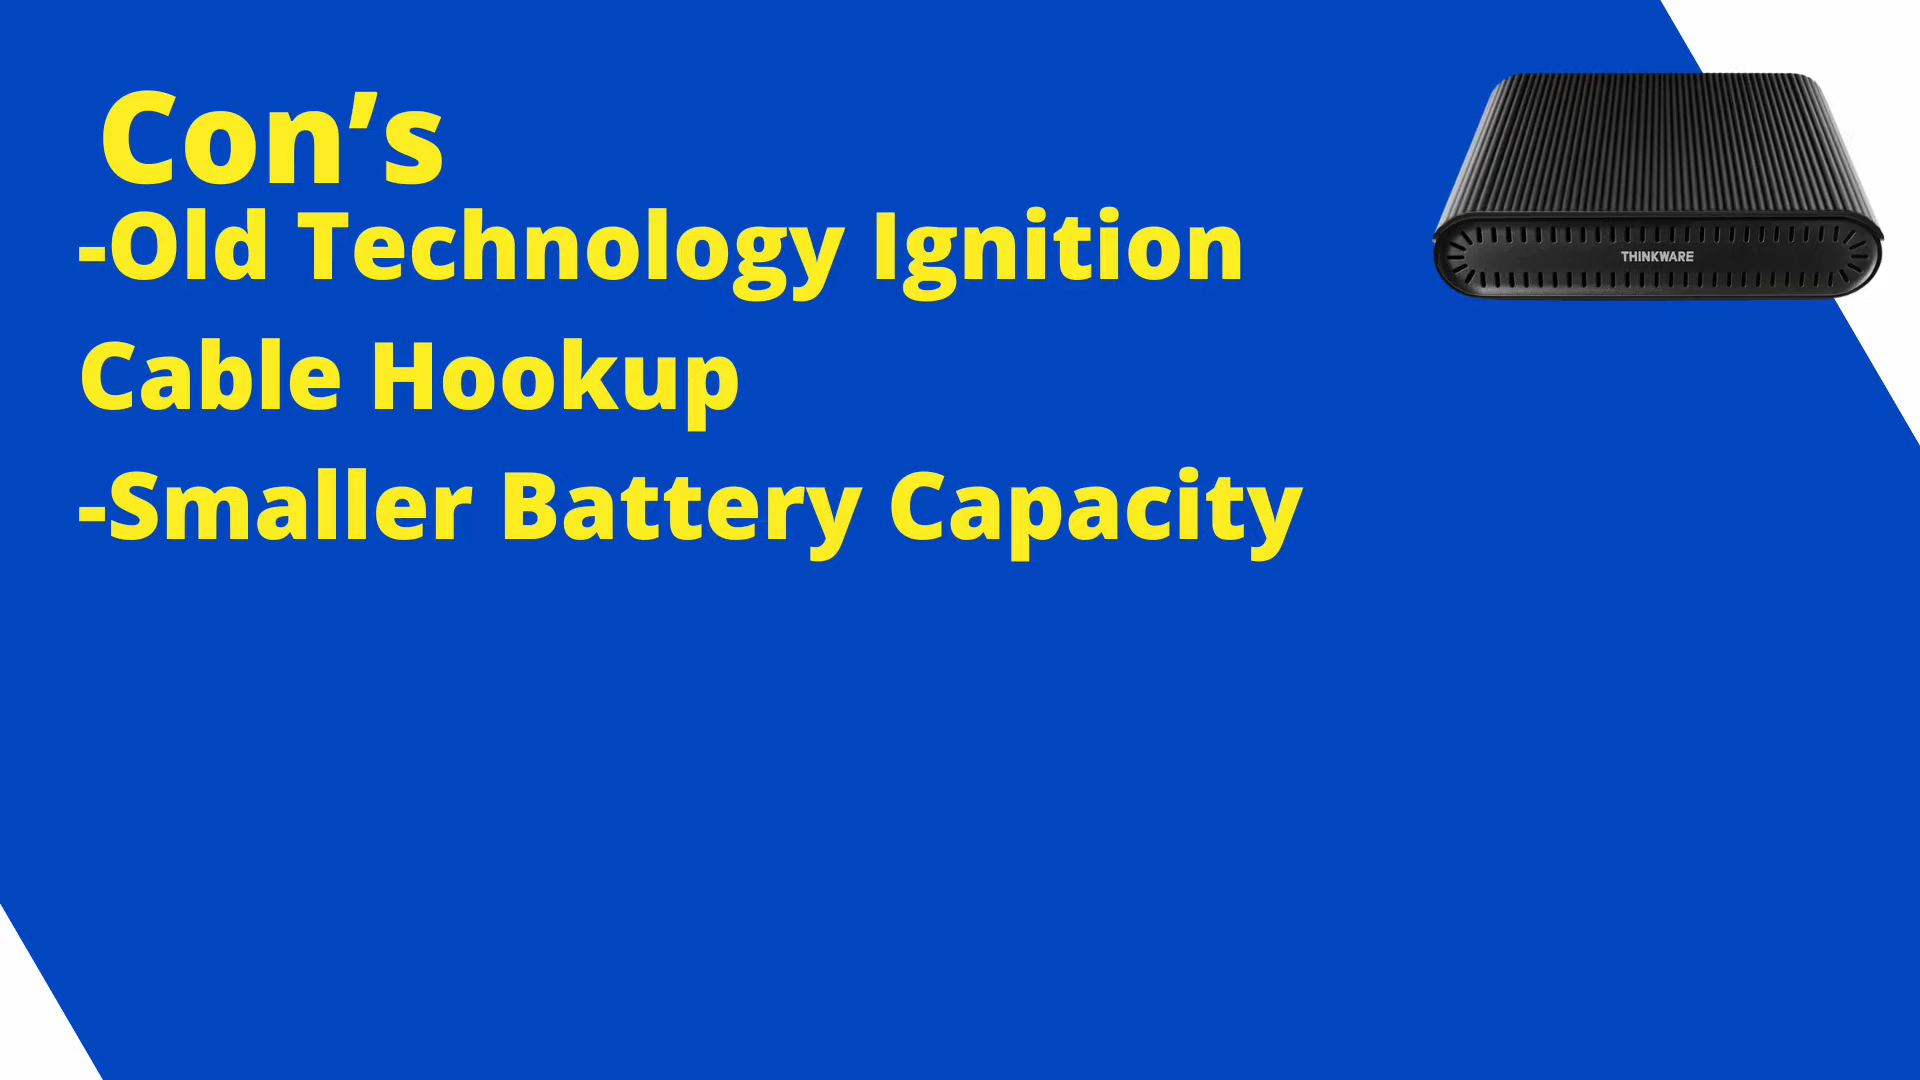 Con’s
-Old Technology Ignition
Cable Hookup
-Smaller Battery Capacity
THINKWARE